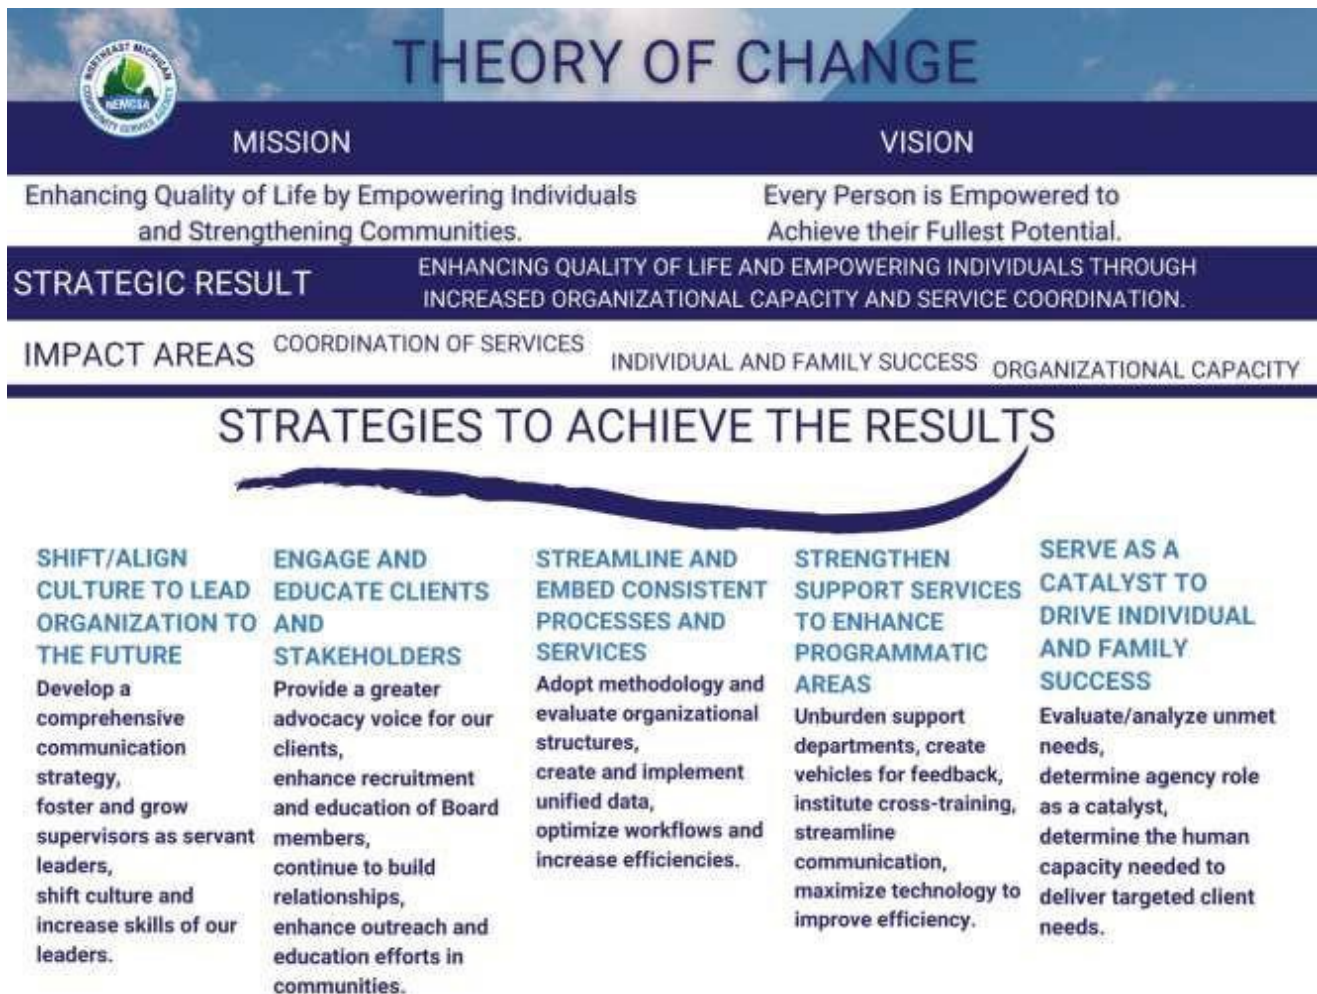 NORTHEAST MICHIGAN
NEMCSA
COMMUNITY SERVICE AGENCY
THEORY OF CHANGE
MISSION
VISION
Enhancing Quality of Life by Empowering Individuals
and Strengthening Communities.
Every Person is Empowered to
Achieve their Fullest Potential.
STRATEGIC RESULT
ENHANCING QUALITY OF LIFE AND EMPOWERING INDIVIDUALS THROUGH
INCREASED ORGANIZATIONAL CAPACITY AND SERVICE COORDINATION.
IMPACT AREAS
COORDINATION OF SERVICES
INDIVIDUAL AND FAMILY SUCCESS
ORGANIZATIONAL CAPACITY
STRATEGIES TO ACHIEVE THE RESULTS
SHIFT/ALIGN
CULTURE TO LEAD
ORGANIZATION TO
THE FUTURE
Develop a
comprehensive
communication
strategy,
foster and grow
supervisors as servant
leaders,
shift culture and
increase skills of our
leaders.
ENGAGE AND
EDUCATE CLIENTS
AND
STAKEHOLDERS
Provide a greater
advocacy voice for our
clients,
enhance recruitment
and education of Board
members,
continue to build
relationships,
enhance outreach and
education efforts in
communities.
STREAMLINE AND
EMBED CONSISTENT
PROCESSES AND
SERVICES
Adopt methodology and
evaluate organizational
structures,
create and implement
unified data,
optimize workflows and
increase efficiencies.
STRENGTHEN
SUPPORT SERVICES
TO ENHANCE
PROGRAMMATIC
AREAS
Unburden support
departments, create
vehicles for feedback,
institute cross-training,
streamline
communication,
maximize technology to
improve efficiency.
SERVE AS A
CATALYST TO
DRIVE INDIVIDUAL
AND FAMILY
SUCCESS
Evaluate/analyze unmet
needs,
determine agency role
as a catalyst,
determine the human
capacity needed to
deliver targeted client
needs.